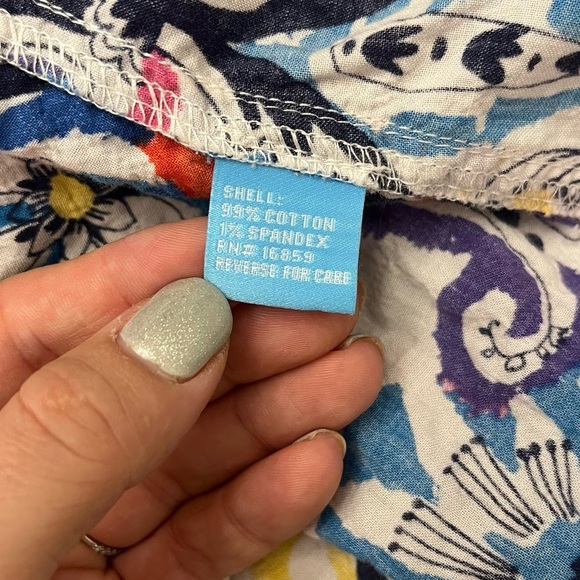 SHELL:
99% COTTON
1% SPANDEX
RN# 16859
REVERSE FOR CARE